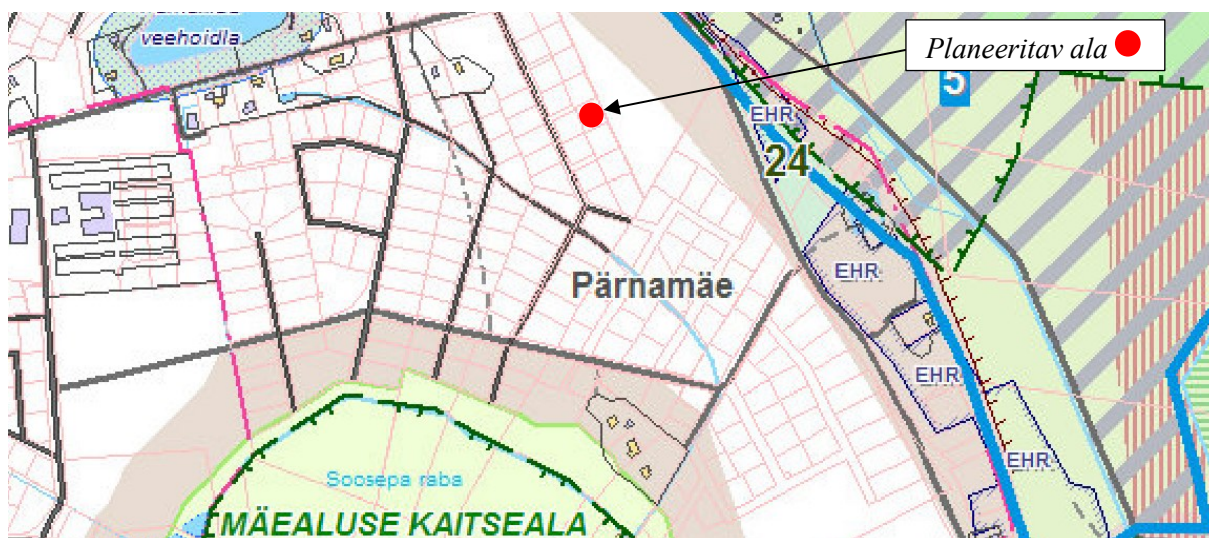 veehoidla
Planeeritav ala
5
EHR
24
EHR
Pärnamäe
EHR
EHR
Soosepa raba
MÄEALUSE KAITSEALA